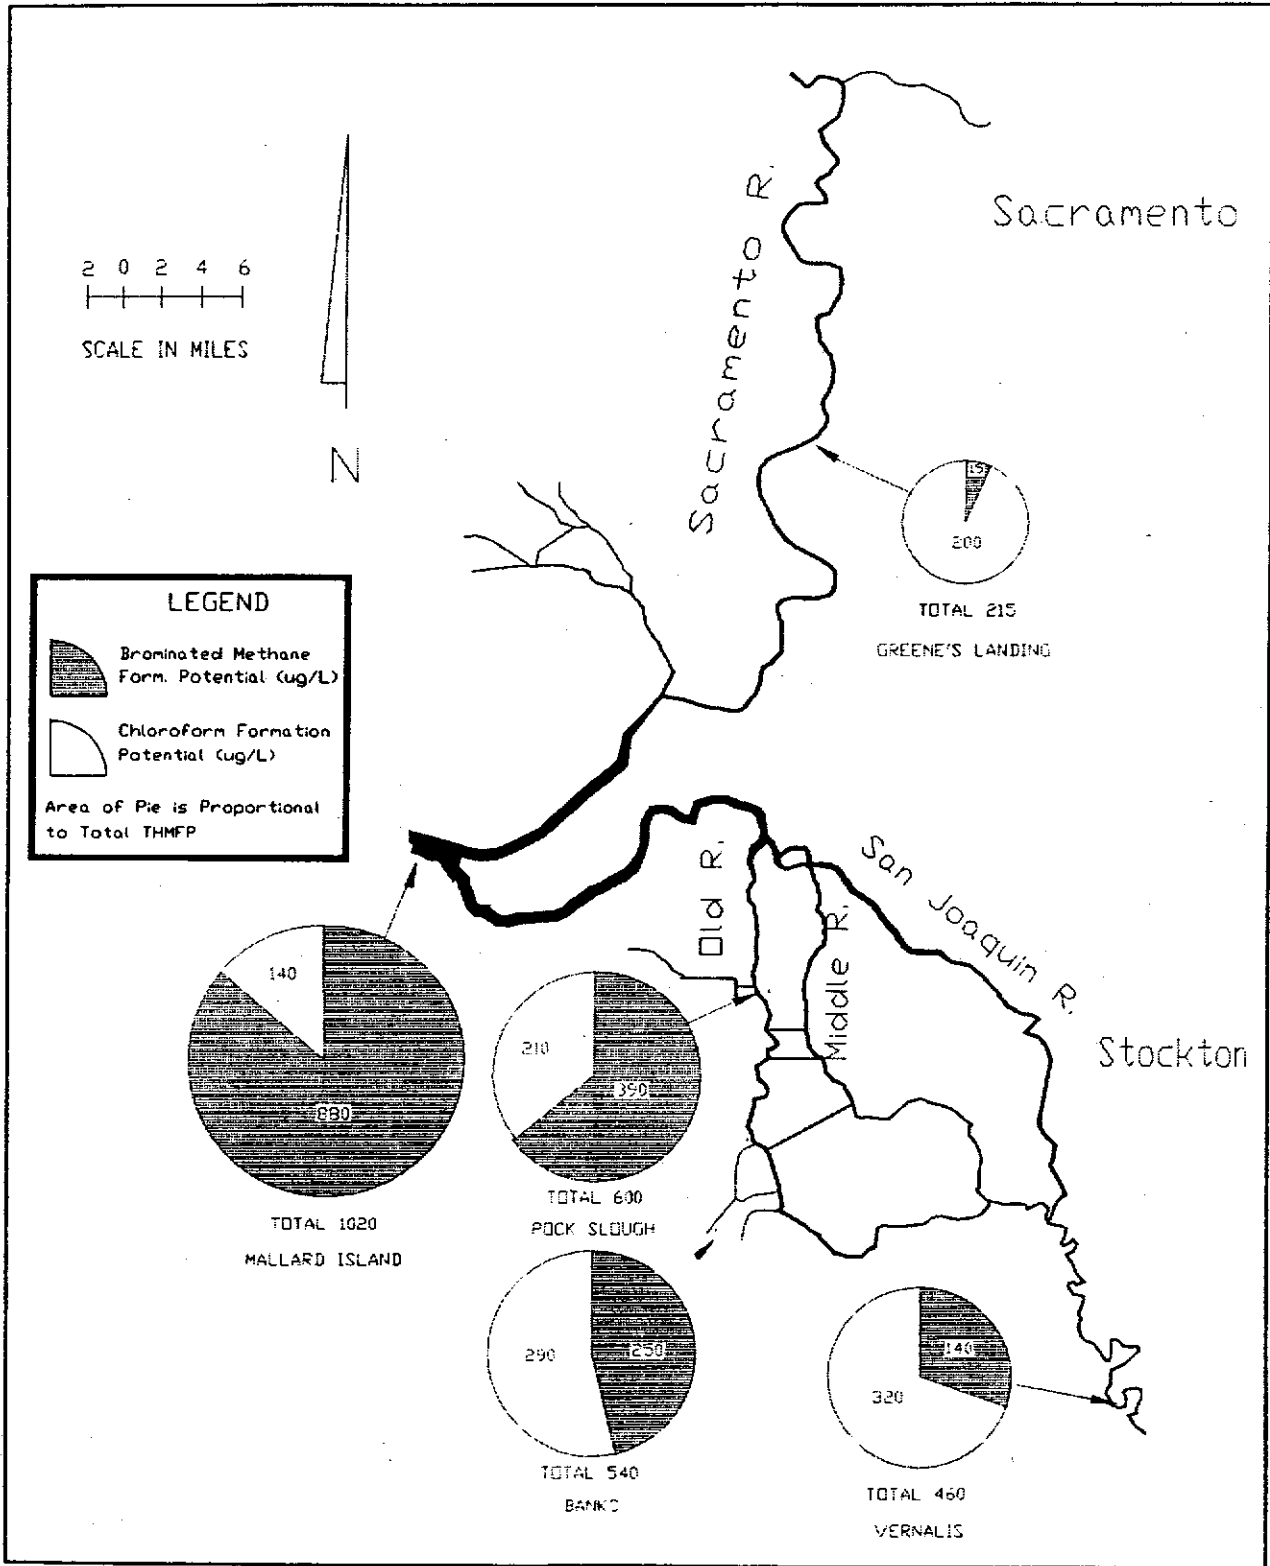 Sacramento R.
Sacramento
2 0 2 4 6
SCALE IN MILES
N
15
200
TOTAL 215
GREENE'S LANDING
LEGEND
Brominated Methane
Form. Potential (ug/L)
Chloroform Formation
Potential (ug/L)
Area of Pie is Proportional
to Total THMFP
Old R.
Middle R.
San Joaquin R.
Stockton
140
880
TOTAL 1020
MALLARD ISLAND
210
390
TOTAL 600
POCK SLOUGH
290
250
TOTAL 540
140
320
TOTAL 460
VERNALIS